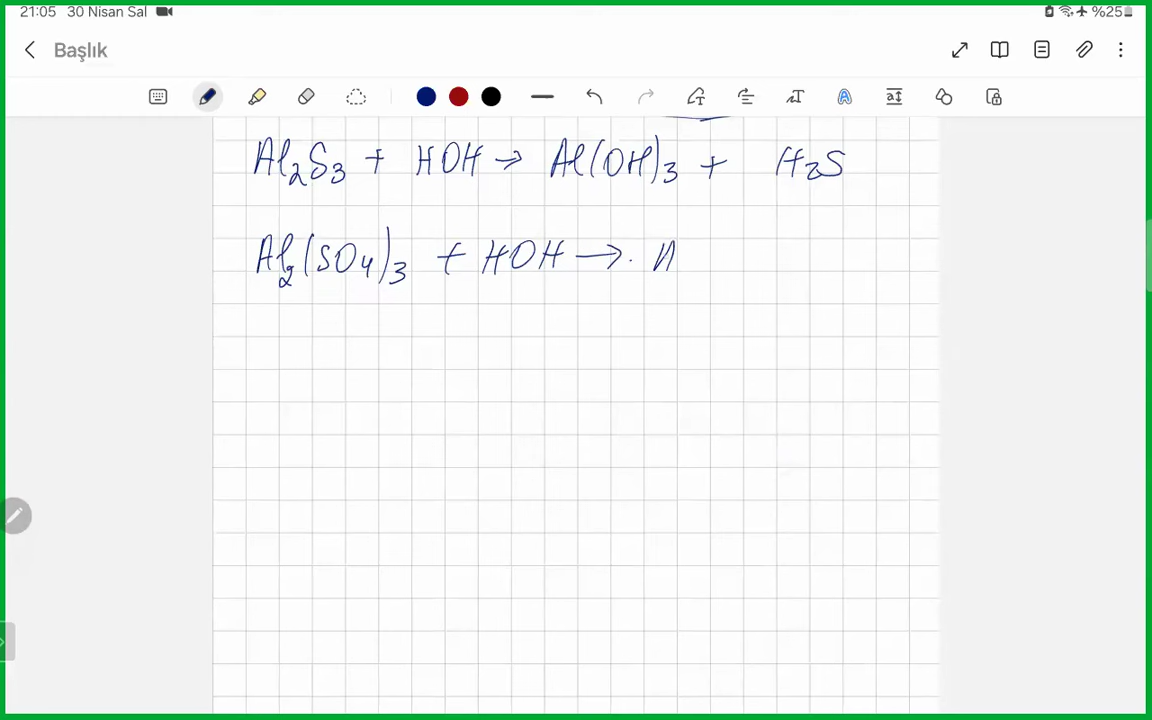 21:05 30 Nisan Sal %25
Başlık
Al₂S₃ + HOH → Al(OH)₃ + H₂S
Al₂(SO₄)₃ + HOH →